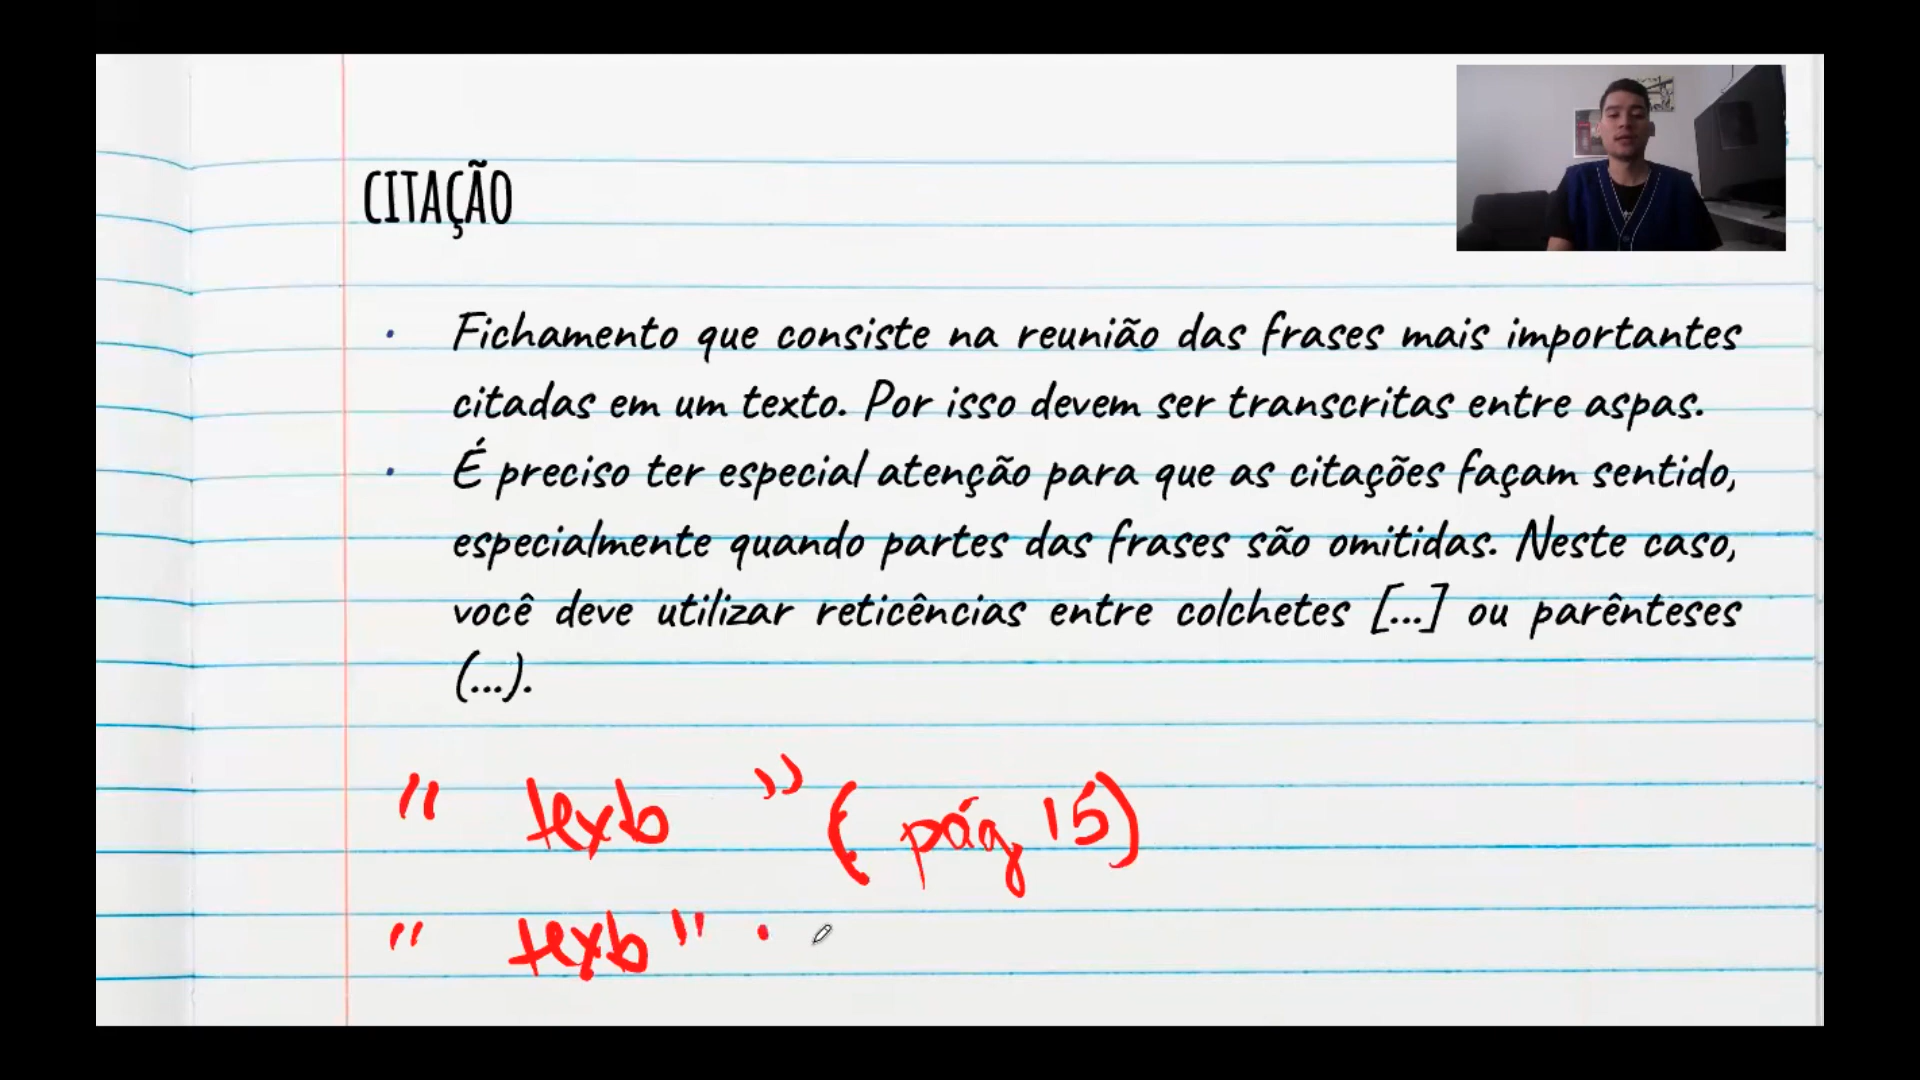 CITAÇÃO
• Fichamento que consiste na reunião das frases mais importantes
citadas em um texto. Por isso devem ser transcritas entre aspas.
• É preciso ter especial atenção para que as citações façam sentido,
especialmente quando partes das frases são omitidas. Neste caso,
você deve utilizar reticências entre colchetes [...] ou parênteses
(...).
" texto " (pág 15)
" texto" .